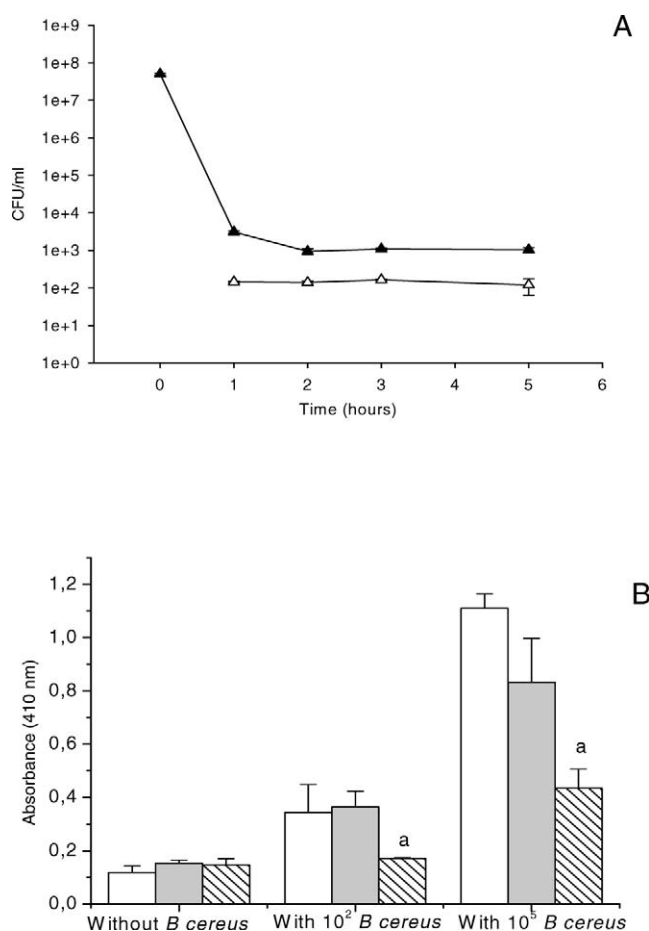 A
1e+9
1e+8
1e+7
1e+6
1e+5
1e+4
1e+3
1e+2
1e+1
1e+0
CFU/ml
0 1 2 3 4 5 6
Time (hours)
B
1,2
1,0
0,8
0,6
0,4
0,2
0,0
Absorbance (410 nm)
a
a
Without B cereus With 10² B cereus With 10⁵ B cereus